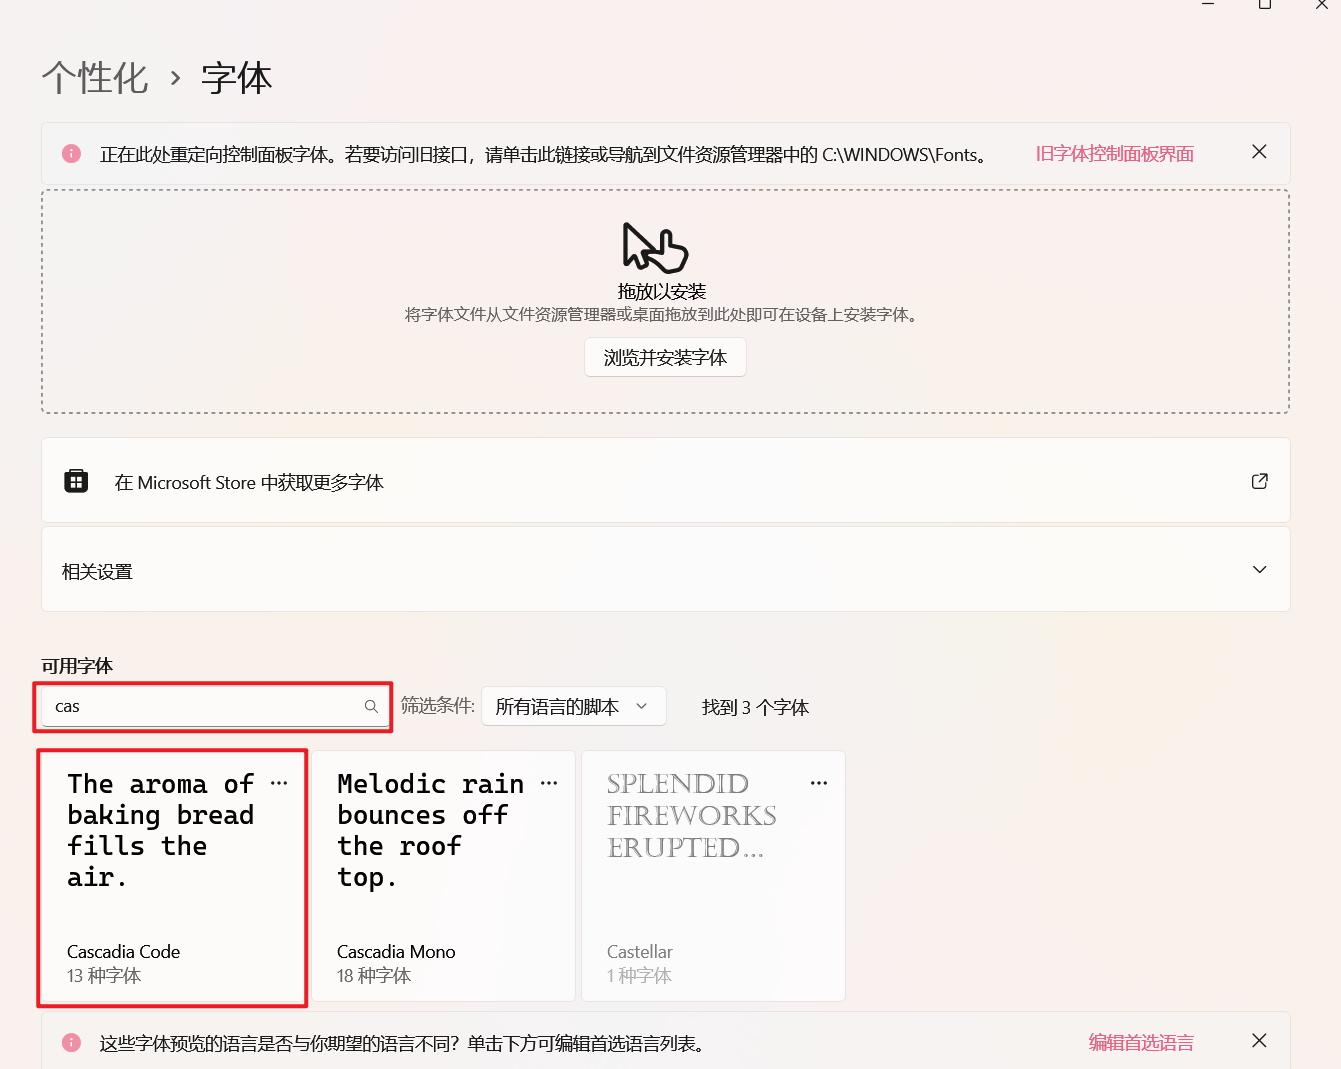 个性化 › 字体
正在此处重定向控制面板字体。若要访问旧接口，请单击此链接或导航到文件资源管理器中的 C:\WINDOWS\Fonts。 旧字体控制面板界面
拖放以安装
将字体文件从文件资源管理器或桌面拖放到此处即可在设备上安装字体。
浏览并安装字体
在 Microsoft Store 中获取更多字体
相关设置
可用字体
cas 筛选条件: 所有语言的脚本 找到 3 个字体
The aroma of
baking bread
fills the
air.
Cascadia Code
13 种字体
Melodic rain
bounces off
the roof
top.
Cascadia Mono
18 种字体
SPLENDID
FIREWORKS
ERUPTED...
Castellar
1 种字体
这些字体预览的语言是否与你期望的语言不同？单击下方可编辑首选语言列表。 编辑首选语言